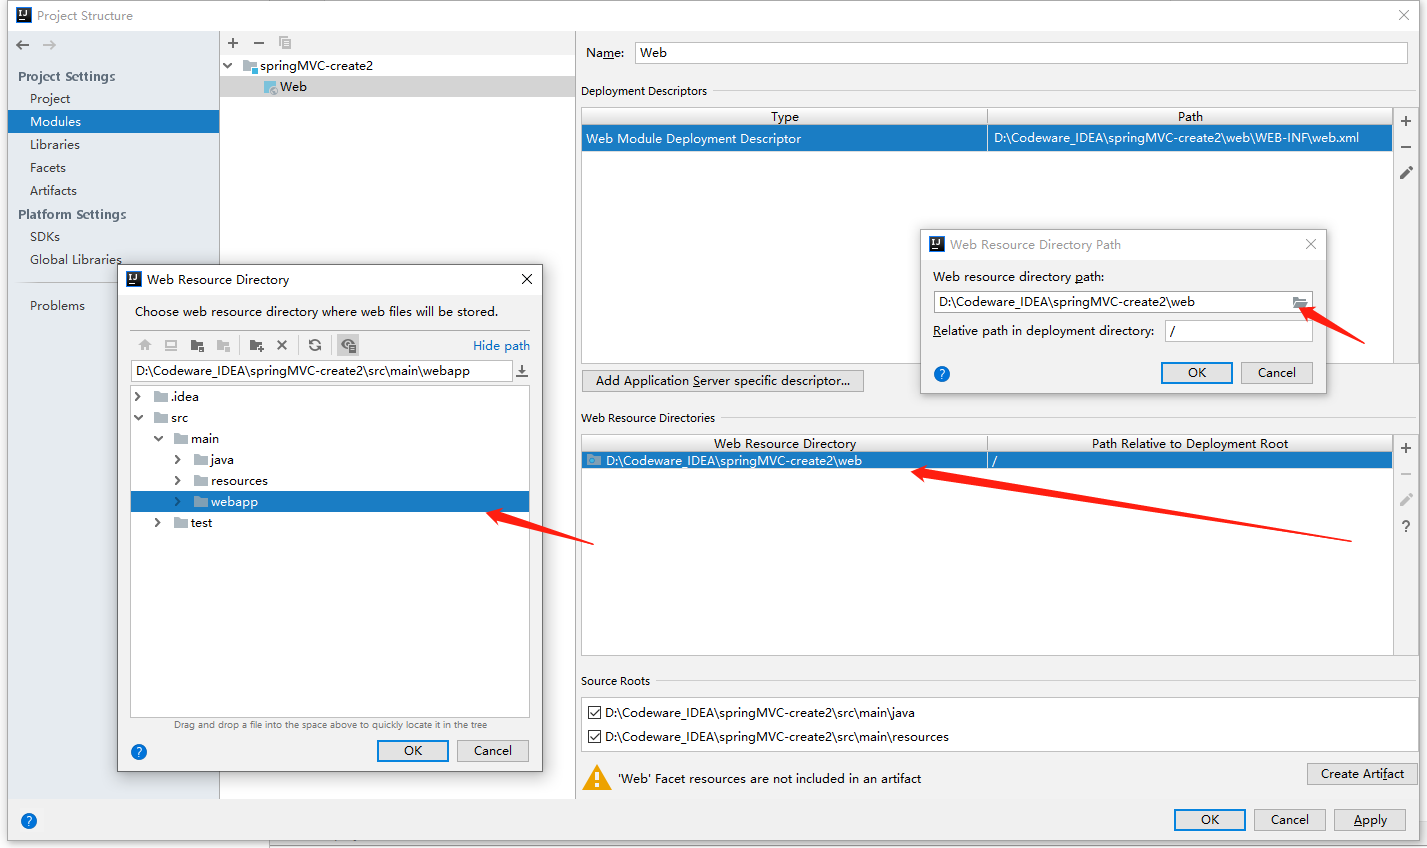 Project Structure
Project Settings
Project
Modules
Libraries
Facets
Artifacts
Platform Settings
SDKs
Global Libraries
Problems
springMVC-create2
Web
Name: Web
Deployment Descriptors
Type Path
Web Module Deployment Descriptor D:\Codeware_IDEA\springMVC-create2\web\WEB-INF\web.xml
Add Application Server specific descriptor...
Web Resource Directories
Web Resource Directory Path Relative to Deployment Root
D:\Codeware_IDEA\springMVC-create2\web /
Source Roots
D:\Codeware_IDEA\springMVC-create2\src\main\java
D:\Codeware_IDEA\springMVC-create2\src\main\resources
'Web' Facet resources are not included in an artifact
Create Artifact
OK Cancel Apply
Web Resource Directory
Choose web resource directory where web files will be stored.
Hide path
D:\Codeware_IDEA\springMVC-create2\src\main\webapp
.idea
src
main
java
resources
webapp
test
Drag and drop a file into the space above to quickly locate it in the tree
OK Cancel
Web Resource Directory Path
Web resource directory path:
D:\Codeware_IDEA\springMVC-create2\web
Relative path in deployment directory: /
OK Cancel